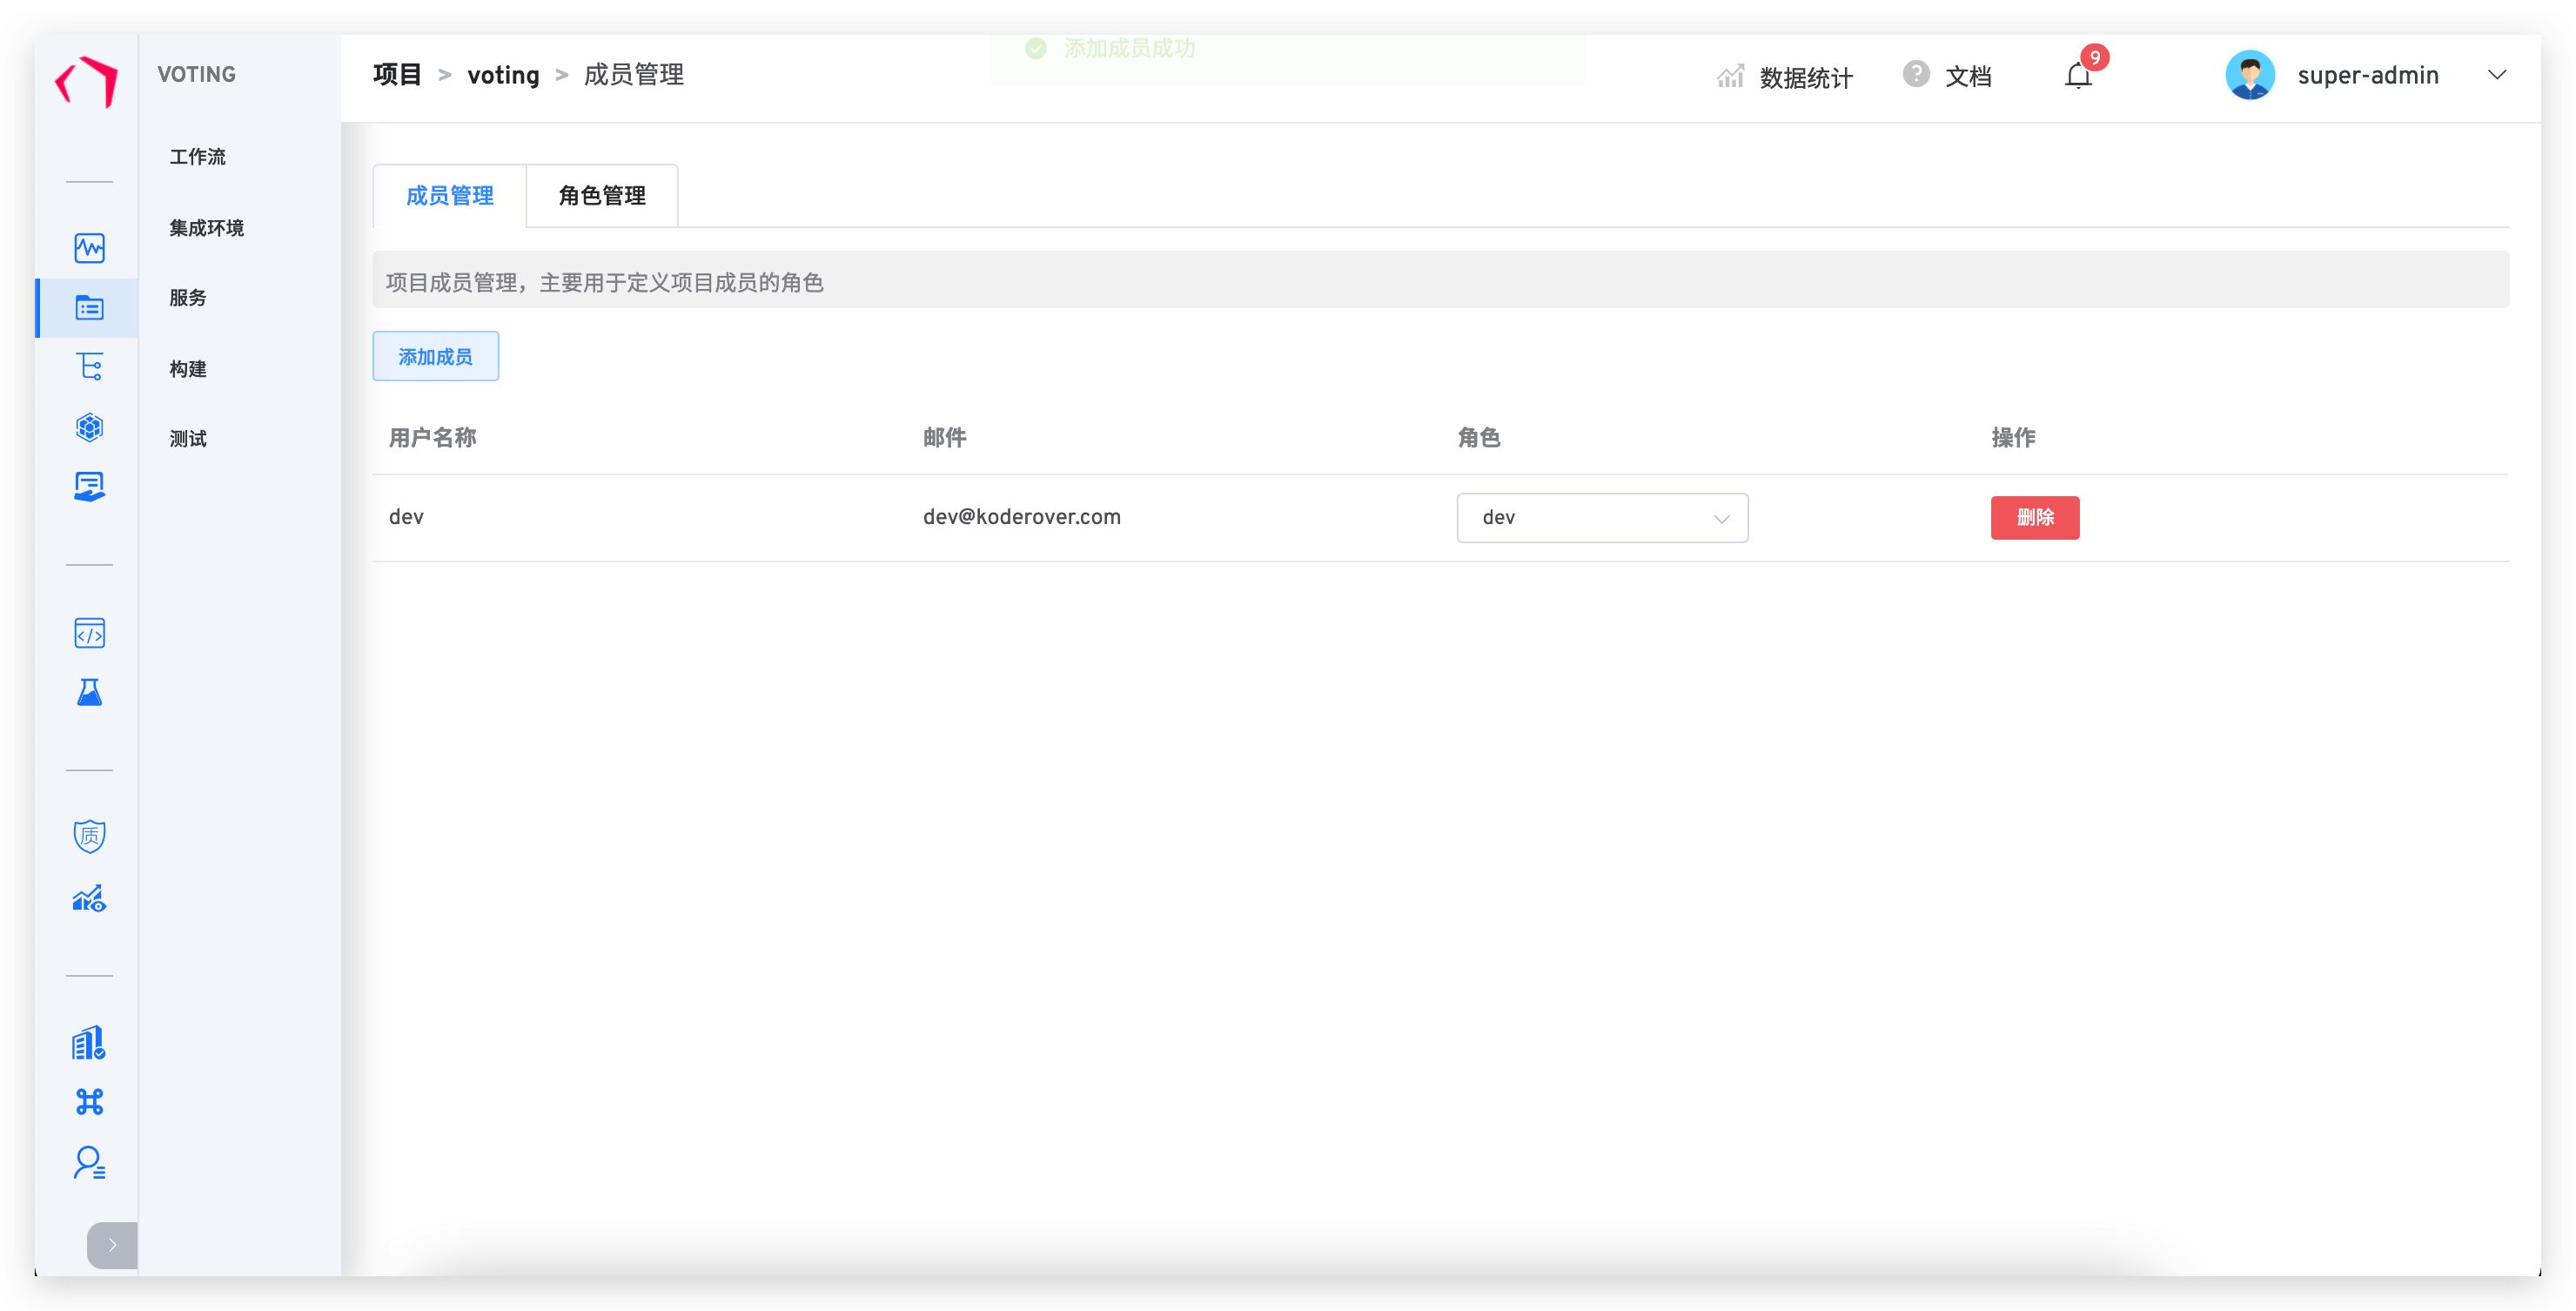 VOTING
项目 > voting > 成员管理
添加成员成功
数据统计
文档
9
super-admin
工作流
集成环境
服务
构建
测试
成员管理
角色管理
项目成员管理，主要用于定义项目成员的角色
添加成员
用户名称 邮件 角色 操作
dev dev@koderover.com dev 删除
质